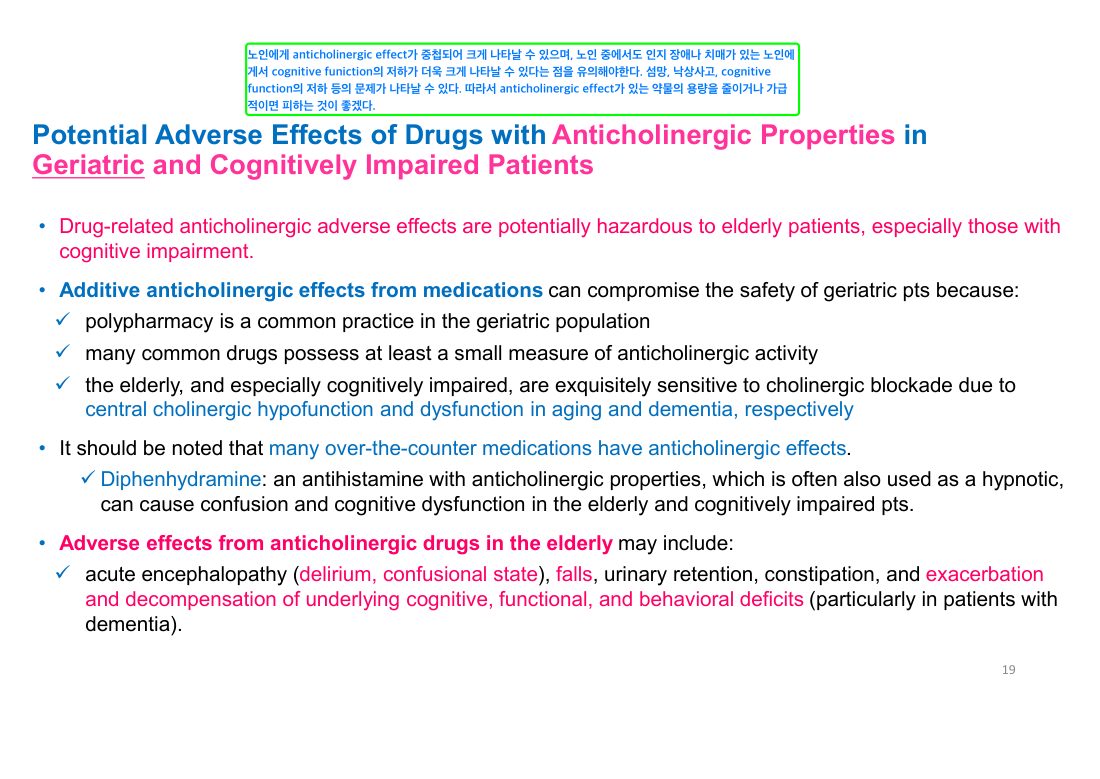 노인에게 anticholinergic effect가 중첩되어 크게 나타날 수 있으며, 노인 중에서도 인지 장애나 치매가 있는 노인에
게서 cognitive funiction의 저하가 더욱 크게 나타날 수 있다는 점을 유의해야한다. 섬망, 낙상사고, cognitive
function의 저하 등의 문제가 나타날 수 있다. 따라서 anticholinergic effect가 있는 약물의 용량을 줄이거나 가급
적이면 피하는 것이 좋겠다.
Potential Adverse Effects of Drugs with Anticholinergic Properties in
Geriatric and Cognitively Impaired Patients
• Drug-related anticholinergic adverse effects are potentially hazardous to elderly patients, especially those with
cognitive impairment.
• Additive anticholinergic effects from medications can compromise the safety of geriatric pts because:
✓ polypharmacy is a common practice in the geriatric population
✓ many common drugs possess at least a small measure of anticholinergic activity
✓ the elderly, and especially cognitively impaired, are exquisitely sensitive to cholinergic blockade due to
central cholinergic hypofunction and dysfunction in aging and dementia, respectively
• It should be noted that many over-the-counter medications have anticholinergic effects.
✓ Diphenhydramine: an antihistamine with anticholinergic properties, which is often also used as a hypnotic,
can cause confusion and cognitive dysfunction in the elderly and cognitively impaired pts.
• Adverse effects from anticholinergic drugs in the elderly may include:
✓ acute encephalopathy (delirium, confusional state), falls, urinary retention, constipation, and exacerbation
and decompensation of underlying cognitive, functional, and behavioral deficits (particularly in patients with
dementia).
19